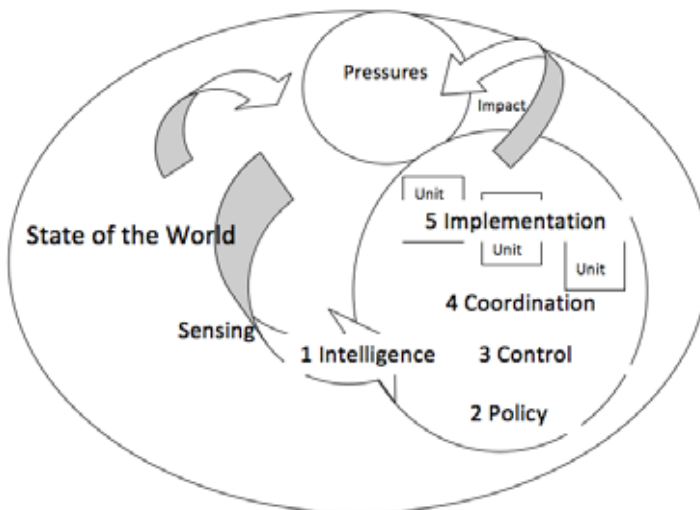 Pressures
Impact
Unit
5 Implementation
State of the World
Unit
Unit
4 Coordination
Sensing
1 Intelligence
3 Control
2 Policy